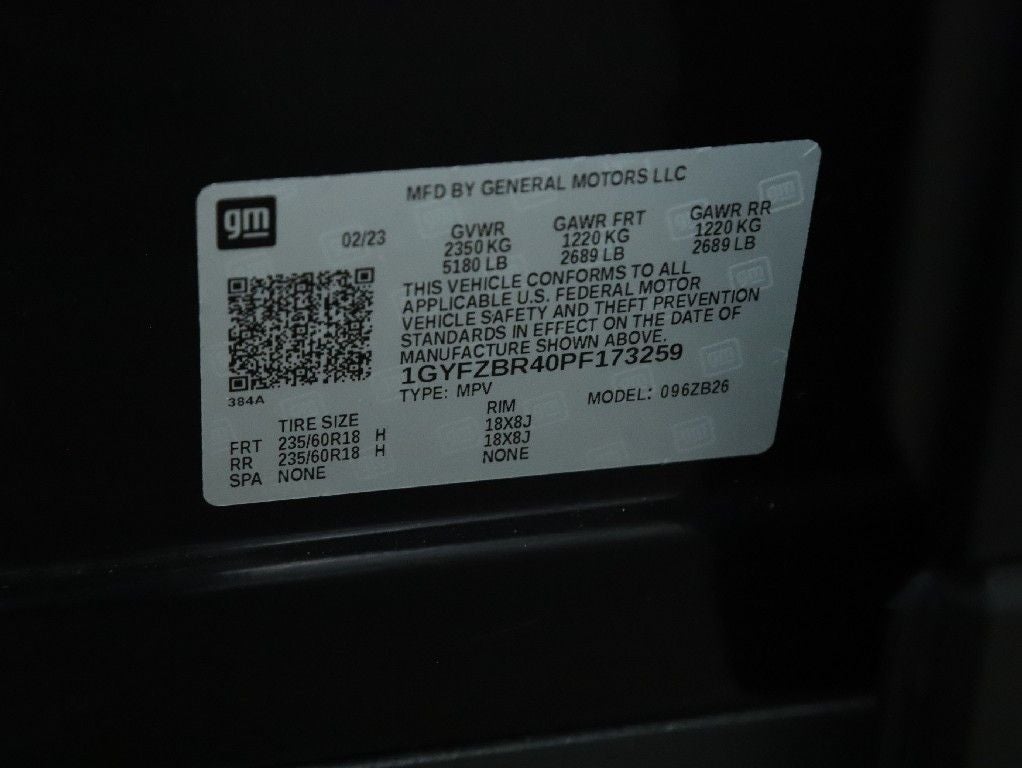 MFD BY GENERAL MOTORS LLC
gm
02/23
GVWR GAWR FRT GAWR RR
2350 KG 1220 KG 1220 KG
5180 LB 2689 LB 2689 LB
THIS VEHICLE CONFORMS TO ALL
APPLICABLE U.S. FEDERAL MOTOR
VEHICLE SAFETY AND THEFT PREVENTION
STANDARDS IN EFFECT ON THE DATE OF
MANUFACTURE SHOWN ABOVE.
1GYFZBR40PF173259
TYPE: MPV MODEL: 096ZB26
384A
TIRE SIZE RIM
FRT 235/60R18 H 18X8J
RR 235/60R18 H 18X8J
SPA NONE NONE